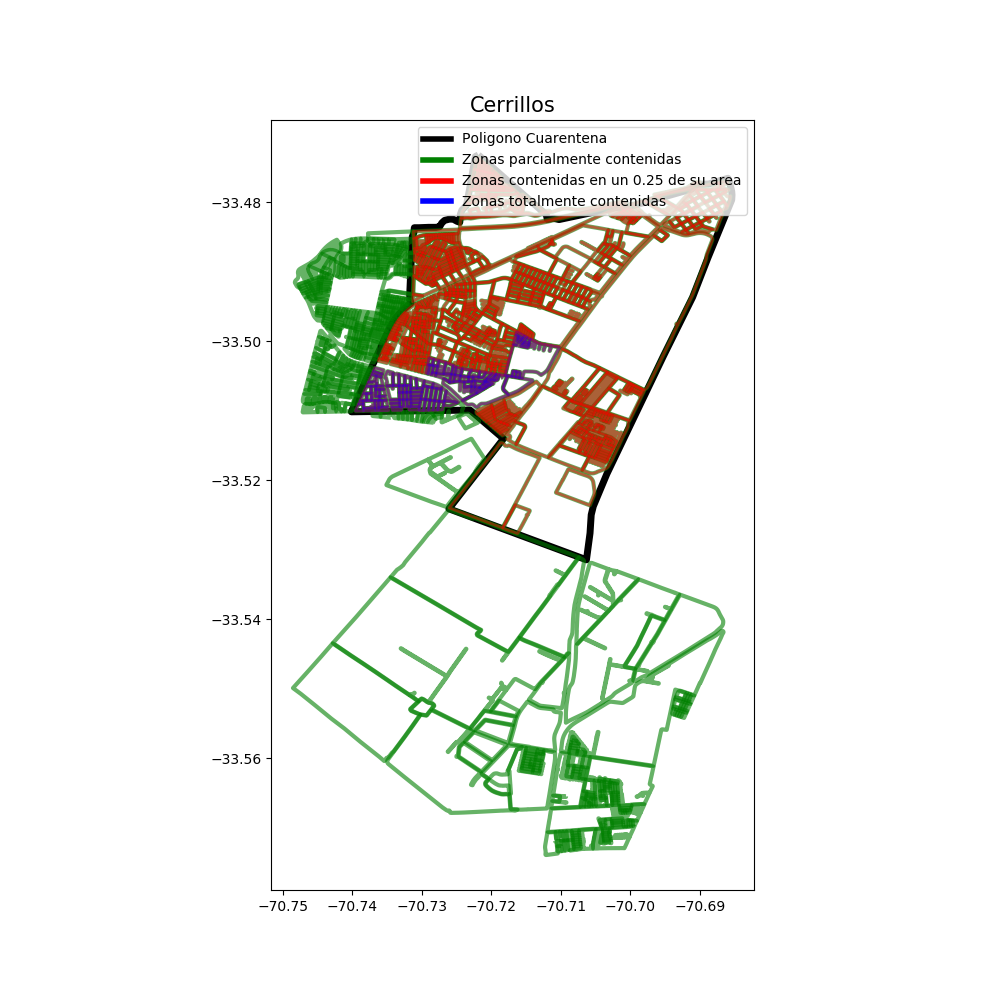 Cerrillos
Poligono Cuarentena
Zonas parcialmente contenidas
Zonas contenidas en un 0.25 de su area
Zonas totalmente contenidas
−33.48
−33.50
−33.52
−33.54
−33.56
−70.75 −70.74 −70.73 −70.72 −70.71 −70.70 −70.69